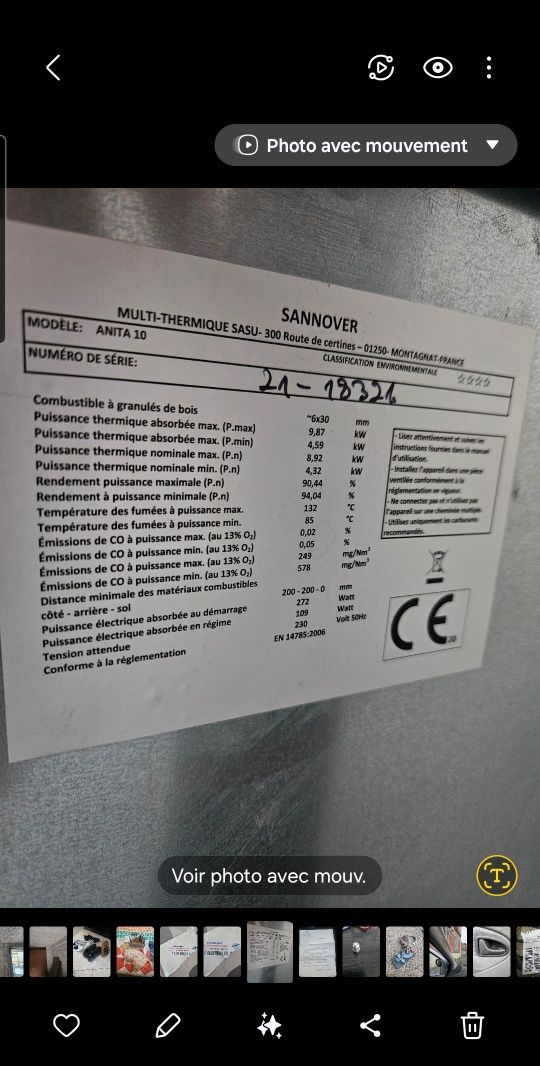 Photo avec mouvement
SANNOVER
MULTI-THERMIQUE SASU- 300 Route de certines – 01250- MONTAGNAT-FRANCE
MODÈLE: ANITA 10
CLASSIFICATION ENVIRONNEMENTALE ☆☆☆☆
NUMÉRO DE SÉRIE: 21-18321
Combustible à granulés de bois ~6x30 mm
Puissance thermique absorbée max. (P.max) 9,87 kW
Puissance thermique absorbée max. (P.min) 4,59 kW
Puissance thermique nominale max. (P.n) 8,92 kW
Puissance thermique nominale min. (P.n) 4,32 kW
Rendement puissance maximale (P.n) 90,44 %
Rendement à puissance minimale (P.n) 94,04 %
Température des fumées à puissance max. 132 °C
Température des fumées à puissance min. 85 °C
Émissions de CO à puissance max. (au 13% O₂) 0,02 %
Émissions de CO à puissance min. (au 13% O₂) 0,05 %
Émissions de CO à puissance max. (au 13% O₂) 249 mg/Nm³
Émissions de CO à puissance min. (au 13% O₂) 578 mg/Nm³
Distance minimale des matériaux combustibles
côté - arrière - sol 200 - 200 - 0 mm
Puissance électrique absorbée au démarrage 272 Watt
Puissance électrique absorbée en régime 109 Watt
Tension attendue 230 Volt 50Hz
Conforme à la réglementation EN 14785:2006
- Lisez attentivement et suivez les
instructions fournies dans le manuel
d'utilisation.
- Installez l'appareil dans une pièce
ventilée conformément à la
réglementation en vigueur.
- Ne connectez pas et n'utilisez pas
l'appareil sur une cheminée multiple.
- Utilisez uniquement les carburants
recommandés.
CE
20
Voir photo avec mouv.
T